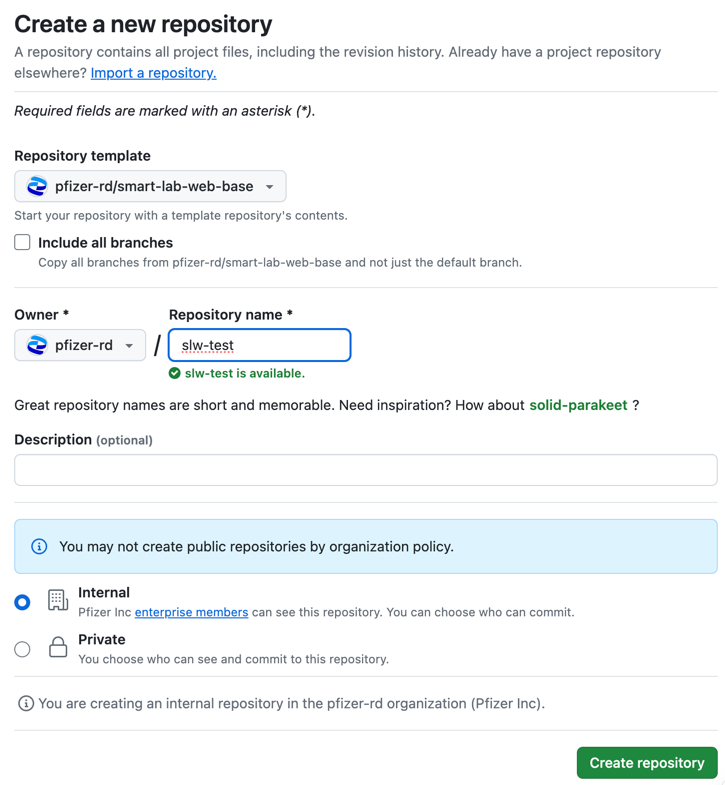 Create a new repository
A repository contains all project files, including the revision history. Already have a project repository
elsewhere? Import a repository.
Required fields are marked with an asterisk (*).
Repository template
pfizer-rd/smart-lab-web-base
Start your repository with a template repository's contents.
Include all branches
Copy all branches from pfizer-rd/smart-lab-web-base and not just the default branch.
Owner * Repository name *
pfizer-rd / slw-test
slw-test is available.
Great repository names are short and memorable. Need inspiration? How about solid-parakeet ?
Description (optional)
You may not create public repositories by organization policy.
Internal
Pfizer Inc enterprise members can see this repository. You can choose who can commit.
Private
You choose who can see and commit to this repository.
You are creating an internal repository in the pfizer-rd organization (Pfizer Inc).
Create repository